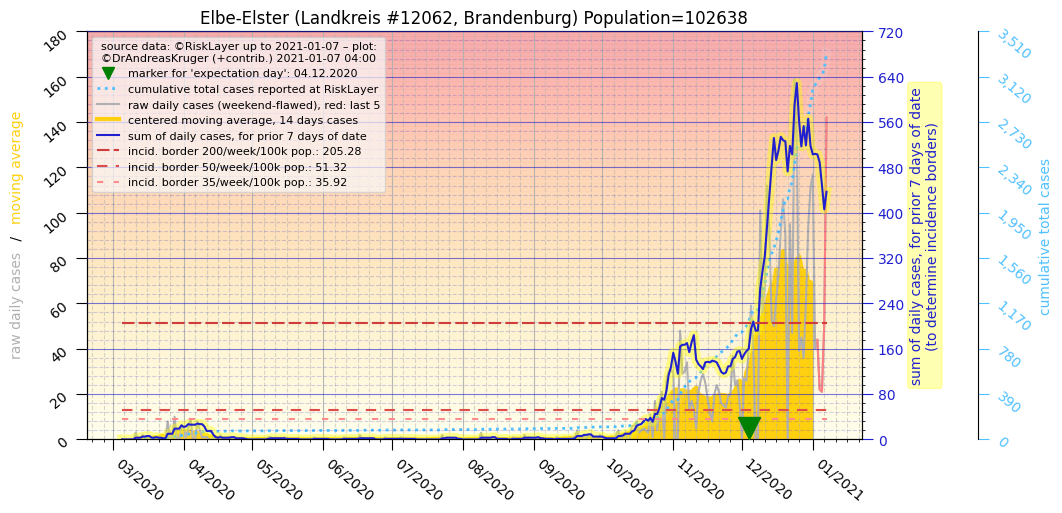 Elbe-Elster (Landkreis #12062, Brandenburg) Population=102638
source data: ©RiskLayer up to 2021-01-07 – plot:
©DrAndreasKruger (+contrib.) 2021-01-07 04:00
marker for 'expectation day': 04.12.2020
cumulative total cases reported at RiskLayer
raw daily cases (weekend-flawed), red: last 5
centered moving average, 14 days cases
sum of daily cases, for prior 7 days of date
incid. border 200/week/100k pop.: 205.28
incid. border 50/week/100k pop.: 51.32
incid. border 35/week/100k pop.: 35.92
raw daily cases / moving average
180
160
140
120
100
80
60
40
20
0
03/2020
04/2020
05/2020
06/2020
07/2020
08/2020
09/2020
10/2020
11/2020
12/2020
01/2021
720
640
560
480
400
320
240
160
80
0
sum of daily cases, for prior 7 days of date
(to determine incidence borders)
3,510
3,120
2,730
2,340
1,950
1,560
1,170
780
390
0
cumulative total cases